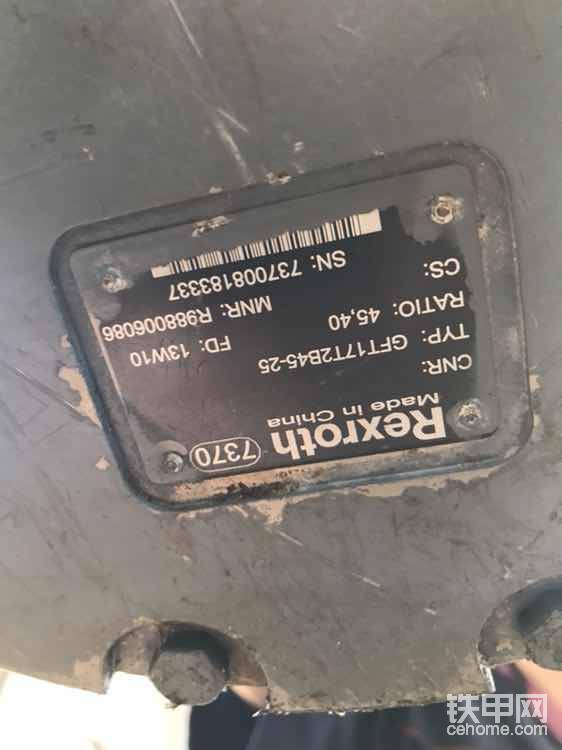 Rexroth 7370
Made in China
CNR:
TYP: GFT17T2B45-25
FD: 13W10
RATIO: 45,40
MNR: R988006086
CS:
SN: 737008183337
铁甲网
cehome.com